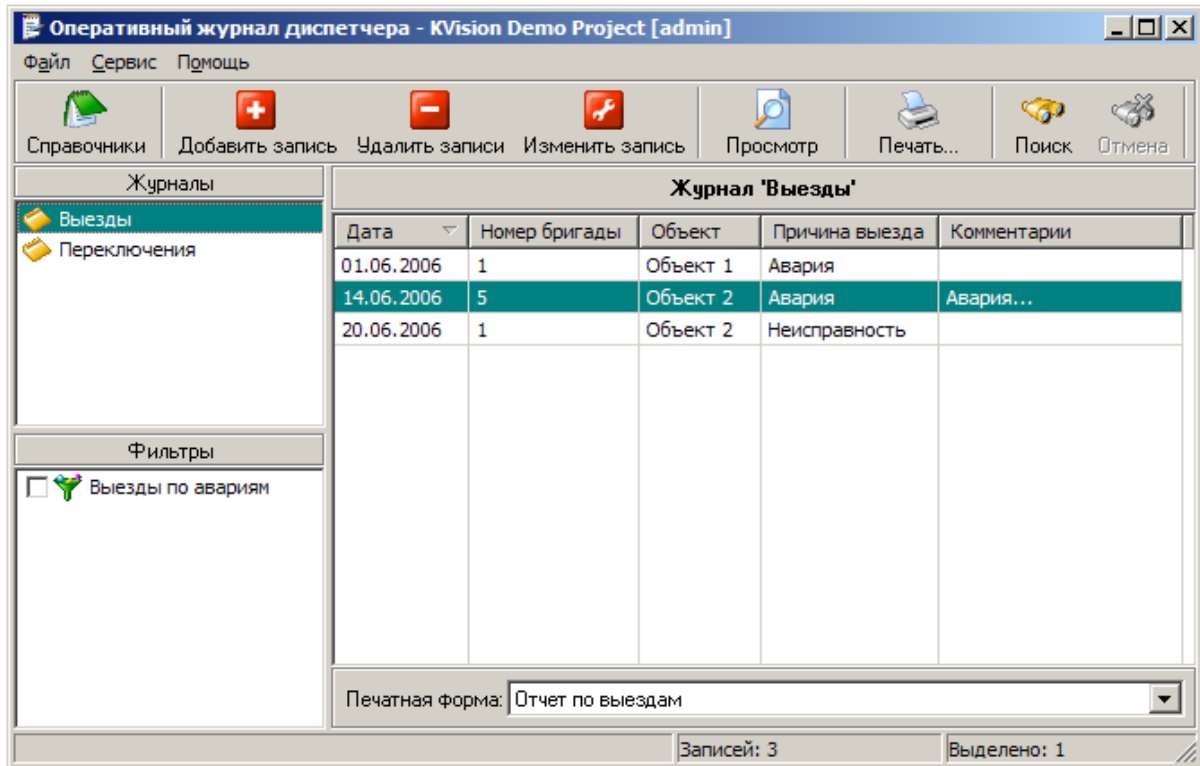 Оперативный журнал диспетчера - KVision Demo Project [admin]
Файл Сервис Помощь
Справочники Добавить запись Удалить записи Изменить запись Просмотр Печать... Поиск Отмена
Журналы
Выезды
Переключения
Фильтры
Выезды по авариям
Журнал 'Выезды'
Дата Номер бригады Объект Причина выезда Комментарии
01.06.2006 1 Объект 1 Авария
14.06.2006 5 Объект 2 Авария Авария...
20.06.2006 1 Объект 2 Неисправность
Печатная форма: Отчет по выездам
Записей: 3 Выделено: 1